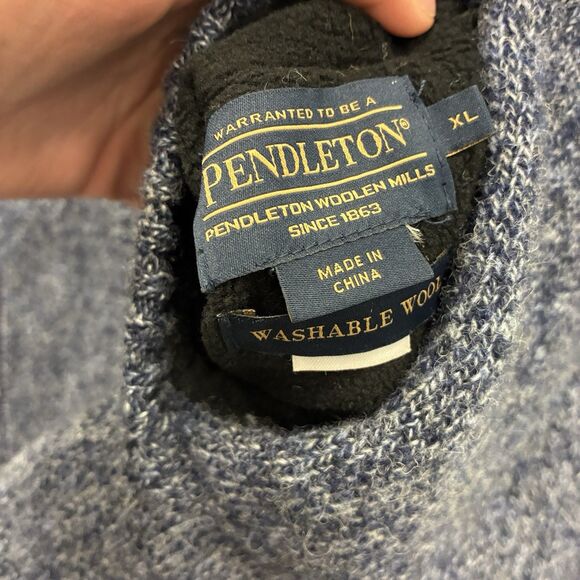 WARRANTED TO BE A
PENDLETON®
PENDLETON WOOLEN MILLS
SINCE 1863
XL
MADE IN
CHINA
WASHABLE WOOL